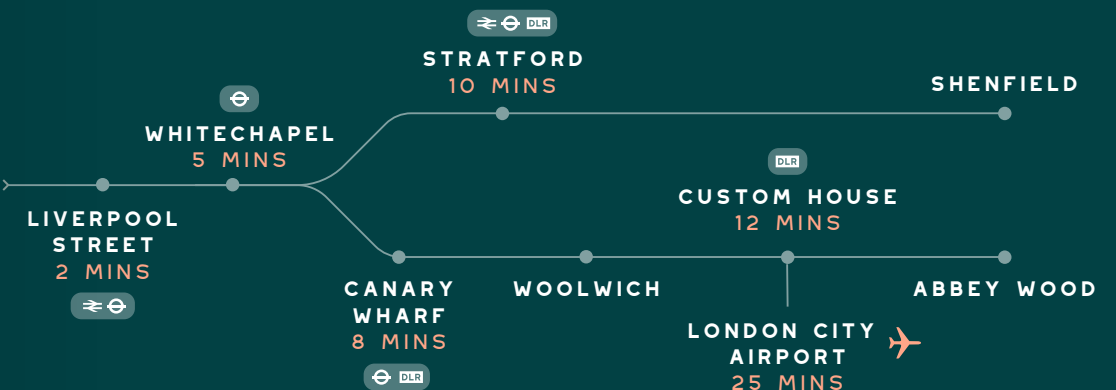 DLR
STRATFORD
10 MINS
SHENFIELD
WHITECHAPEL
5 MINS
DLR
CUSTOM HOUSE
12 MINS
LIVERPOOL
STREET
2 MINS
CANARY
WHARF
8 MINS
DLR
WOOLWICH
LONDON CITY
AIRPORT
25 MINS
ABBEY WOOD